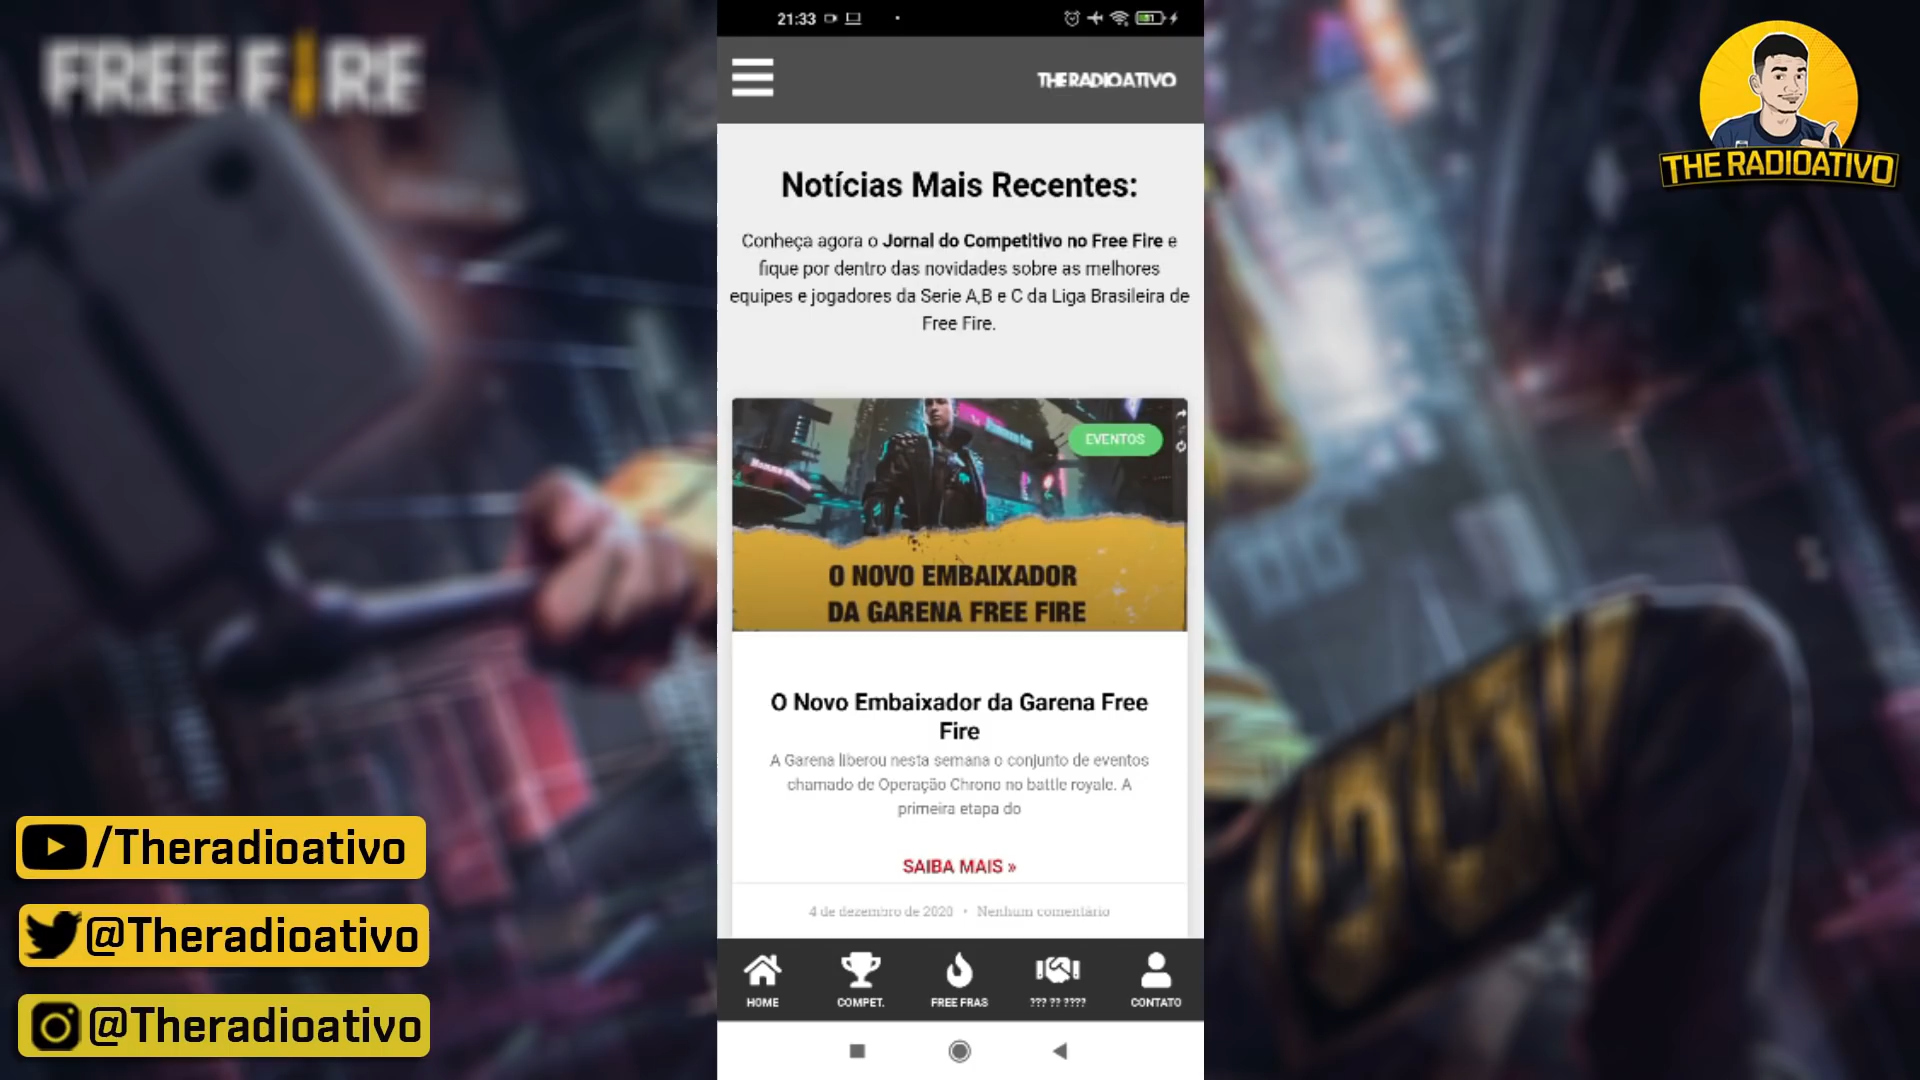 FREE FIRE
21:33
THERADIOATIVO
THE RADIOATIVO
Notícias Mais Recentes:
Conheça agora o Jornal do Competitivo no Free Fire e
fique por dentro das novidades sobre as melhores
equipes e jogadores da Serie A,B e C da Liga Brasileira de
Free Fire.
EVENTOS
O NOVO EMBAIXADOR
DA GARENA FREE FIRE
O Novo Embaixador da Garena Free
Fire
A Garena liberou nesta semana o conjunto de eventos
chamado de Operação Chrono no battle royale. A
primeira etapa do
SAIBA MAIS »
4 de dezembro de 2020 • Nenhum comentário
HOME
COMPET.
FREE FRAS
??? ?? ????
CONTATO
/Theradioativo
@Theradioativo
@Theradioativo